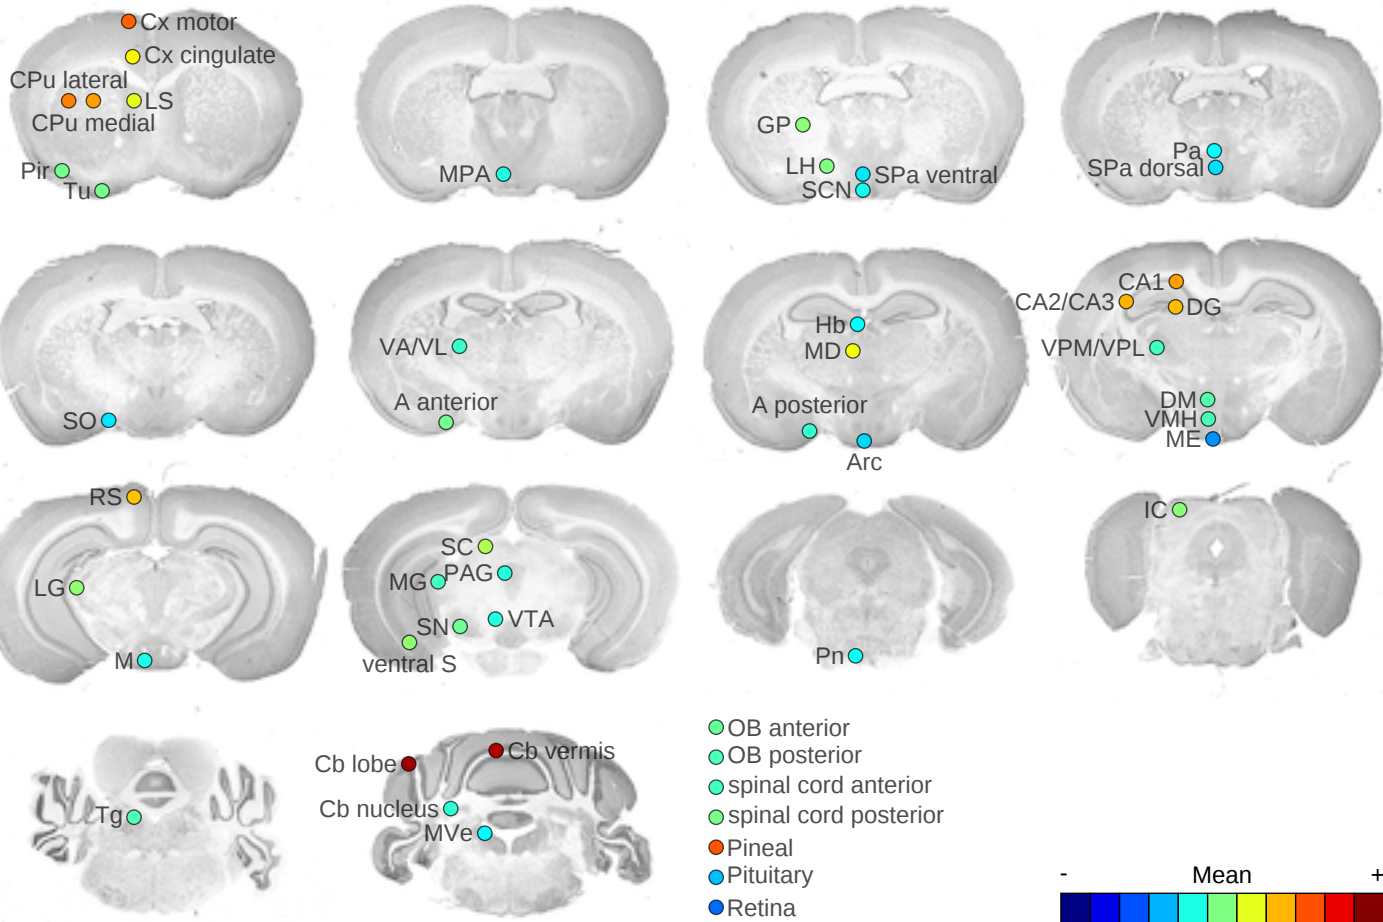 Cx motor
Cx cingulate
CPu lateral
LS
CPu medial
Pir
Tu
MPA
GP
LH
SPa ventral
SCN
Pa
SPa dorsal
SO
VA/VL
A anterior
Hb
MD
A posterior
Arc
CA1
CA2/CA3
DG
VPM/VPL
DM
VMH
ME
RS
LG
M
SC
MG
PAG
SN
VTA
ventral S
Pn
IC
Tg
Cb lobe
Cb vermis
Cb nucleus
MVe
OB anterior
OB posterior
spinal cord anterior
spinal cord posterior
Pineal
Pituitary
Retina
- Mean +